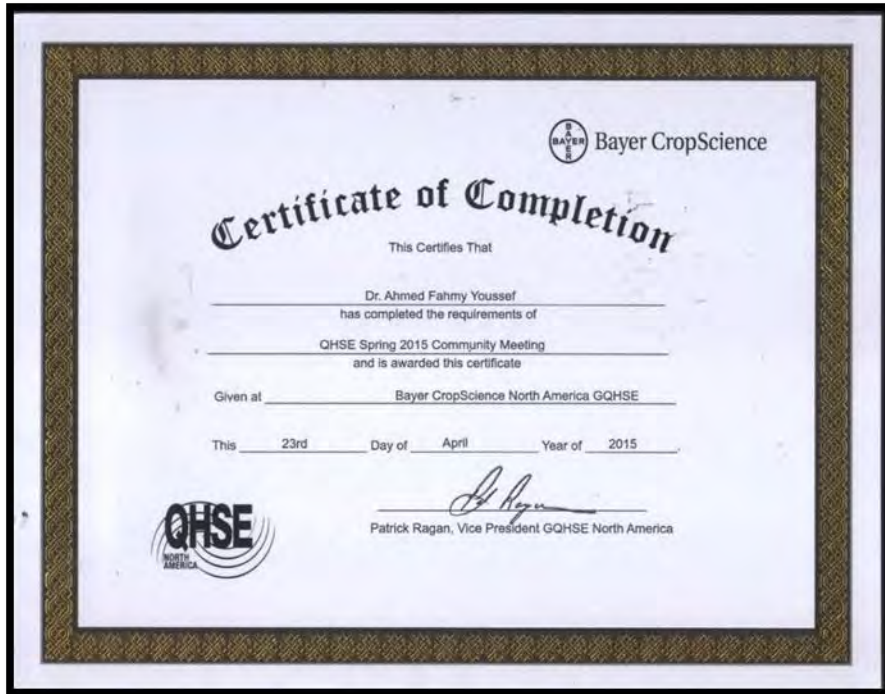 BAYER
BAYER
Bayer CropScience
Certificate of Completion
This Certifies That
Dr. Ahmed Fahmy Youssef
has completed the requirements of
QHSE Spring 2015 Community Meeting
and is awarded this certificate
Given at Bayer CropScience North America GQHSE
This 23rd Day of April Year of 2015.
Patrick Ragan, Vice President GQHSE North America
QHSE
NORTH
AMERICA